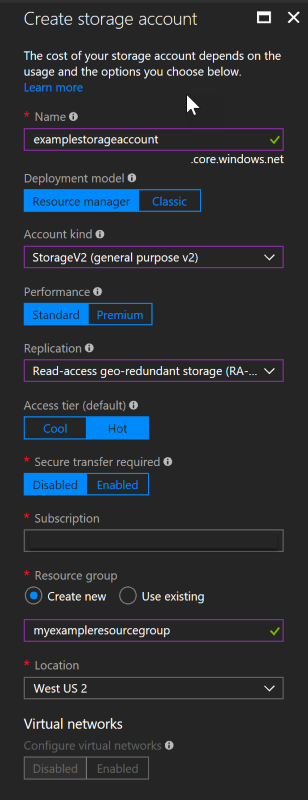 Create storage account
The cost of your storage account depends on the
usage and the options you choose below.
Learn more
* Name
examplestorageaccount
.core.windows.net
Deployment model
Resource manager Classic
Account kind
StorageV2 (general purpose v2)
Performance
Standard Premium
Replication
Read-access geo-redundant storage (RA-...
Access tier (default)
Cool Hot
* Secure transfer required
Disabled Enabled
* Subscription
* Resource group
Create new Use existing
myexampleresourcegroup
* Location
West US 2
Virtual networks
Configure virtual networks
Disabled Enabled